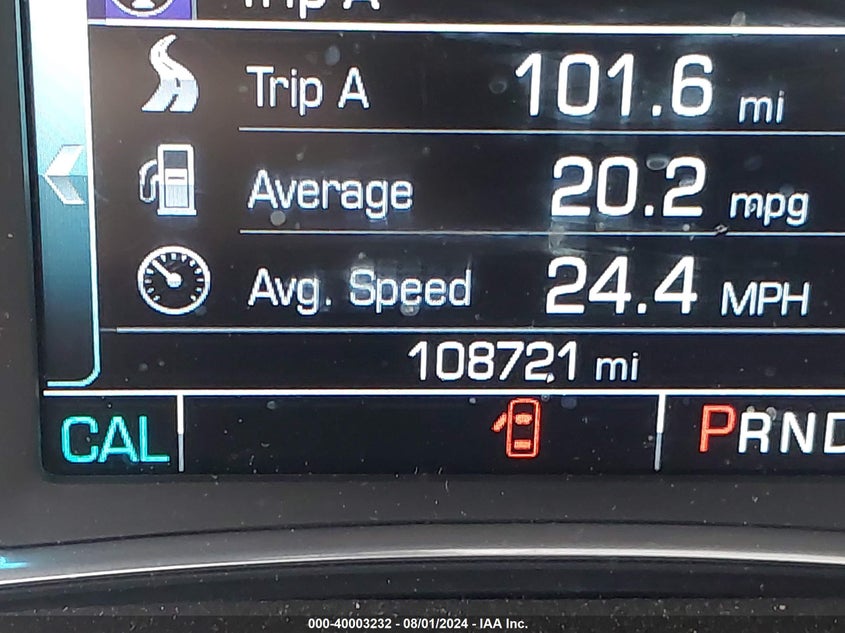 Trip A
Trip A 101.6 mi
Average 20.2 mpg
Avg. Speed 24.4 MPH
108721 mi
CAL PRND
000-40003232 - 08/01/2024 - IAA Inc.